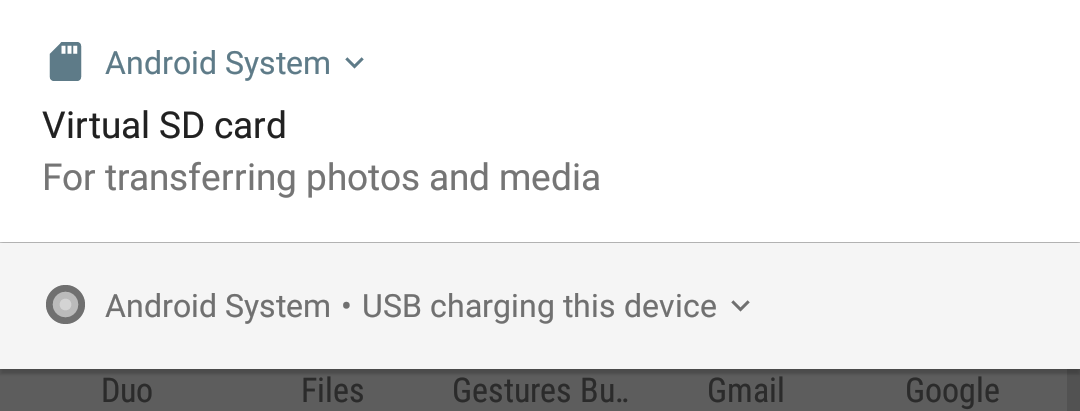 Android System
Virtual SD card
For transferring photos and media
Android System • USB charging this device
Duo Files Gestures Bu.. Gmail Google